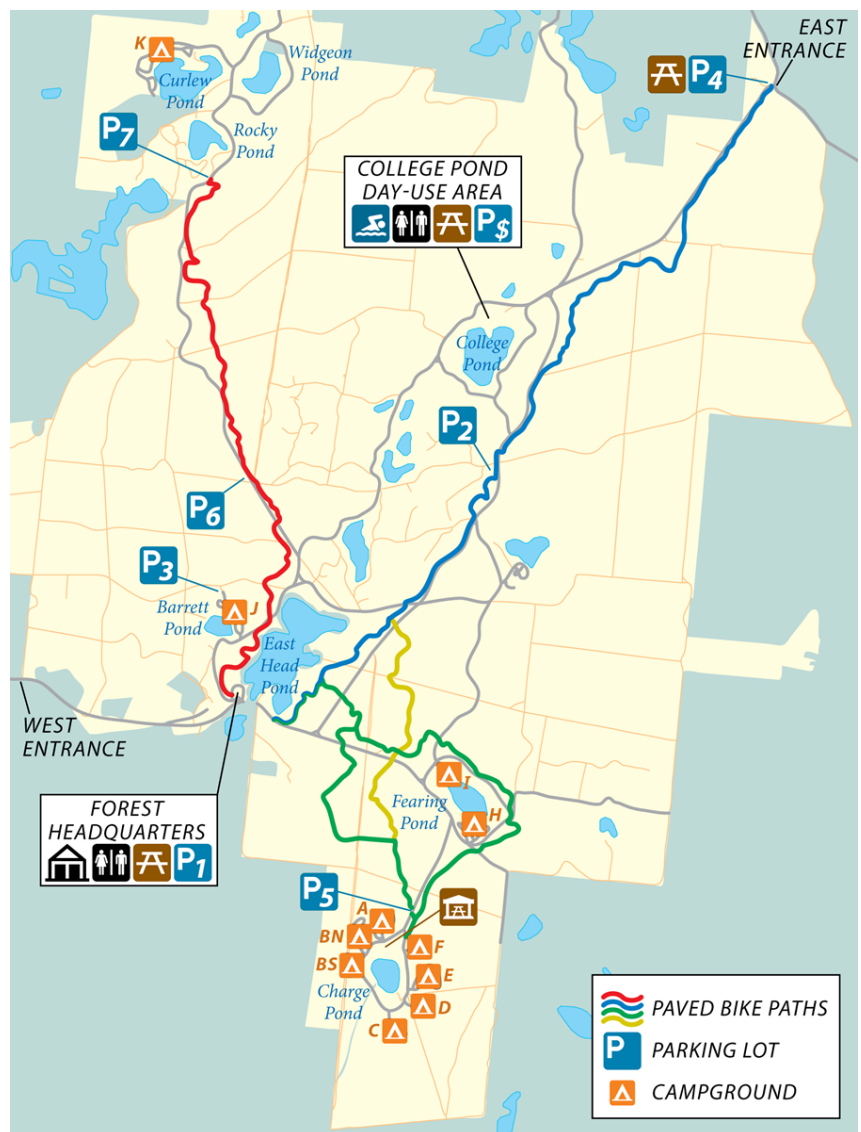 EAST
ENTRANCE
K
Curlew
Pond
Widgeon
Pond
P4
P7
Rocky
Pond
COLLEGE POND
DAY-USE AREA
P$
College
Pond
P2
P6
P3
Barrett
Pond
J
East
Head
Pond
WEST
ENTRANCE
FOREST
HEADQUARTERS
P1
I
Fearing
Pond
H
P5
A
BN
F
BS
E
Charge
Pond
D
C
PAVED BIKE PATHS
P PARKING LOT
CAMPGROUND